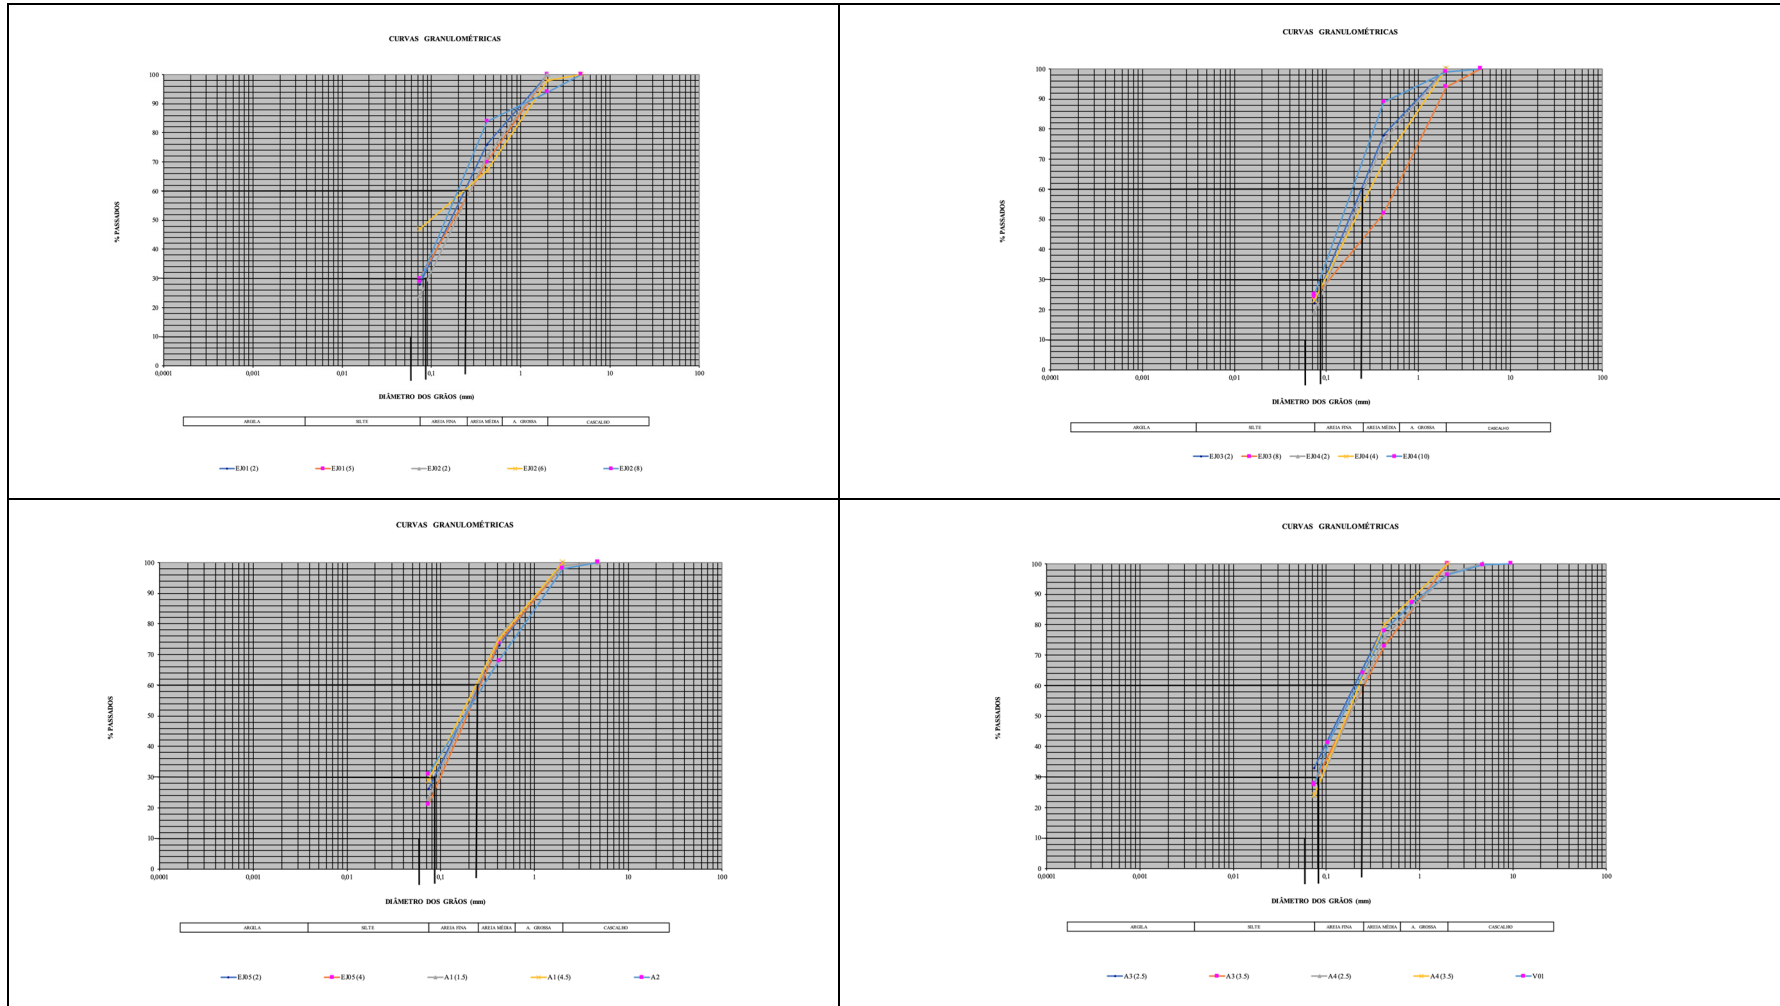 CURVAS GRANULOMÉTRICAS
100
90
80
70
60
50
40
30
20
10
0
% PASSADOS
0,0001 0,001 0,01 0,1 1 10 100
DIÂMETRO DOS GRÃOS (mm)
ARGILA SILTE AREIA FINA AREIA MÉDIA A. GROSSA CASCALHO
EJ01 (2) EJ01 (5) EJ02 (2) EJ02 (6) EJ02 (8)
CURVAS GRANULOMÉTRICAS
100
90
80
70
60
50
40
30
20
10
0
% PASSADOS
0,0001 0,001 0,01 0,1 1 10 100
DIÂMETRO DOS GRÃOS (mm)
ARGILA SILTE AREIA FINA AREIA MÉDIA A. GROSSA CASCALHO
EJ03 (2) EJ03 (8) EJ04 (2) EJ04 (4) EJ04 (10)
CURVAS GRANULOMÉTRICAS
100
90
80
70
60
50
40
30
20
10
0
% PASSADOS
0,0001 0,001 0,01 0,1 1 10 100
DIÂMETRO DOS GRÃOS (mm)
ARGILA SILTE AREIA FINA AREIA MÉDIA A. GROSSA CASCALHO
EJ05 (2) EJ05 (4) A1 (1.5) A1 (4.5) A2
CURVAS GRANULOMÉTRICAS
100
90
80
70
60
50
40
30
20
10
0
% PASSADOS
0,0001 0,001 0,01 0,1 1 10 100
DIÂMETRO DOS GRÃOS (mm)
ARGILA SILTE AREIA FINA AREIA MÉDIA A. GROSSA CASCALHO
A3 (2.5) A3 (3.5) A4 (2.5) A4 (3.5) V01